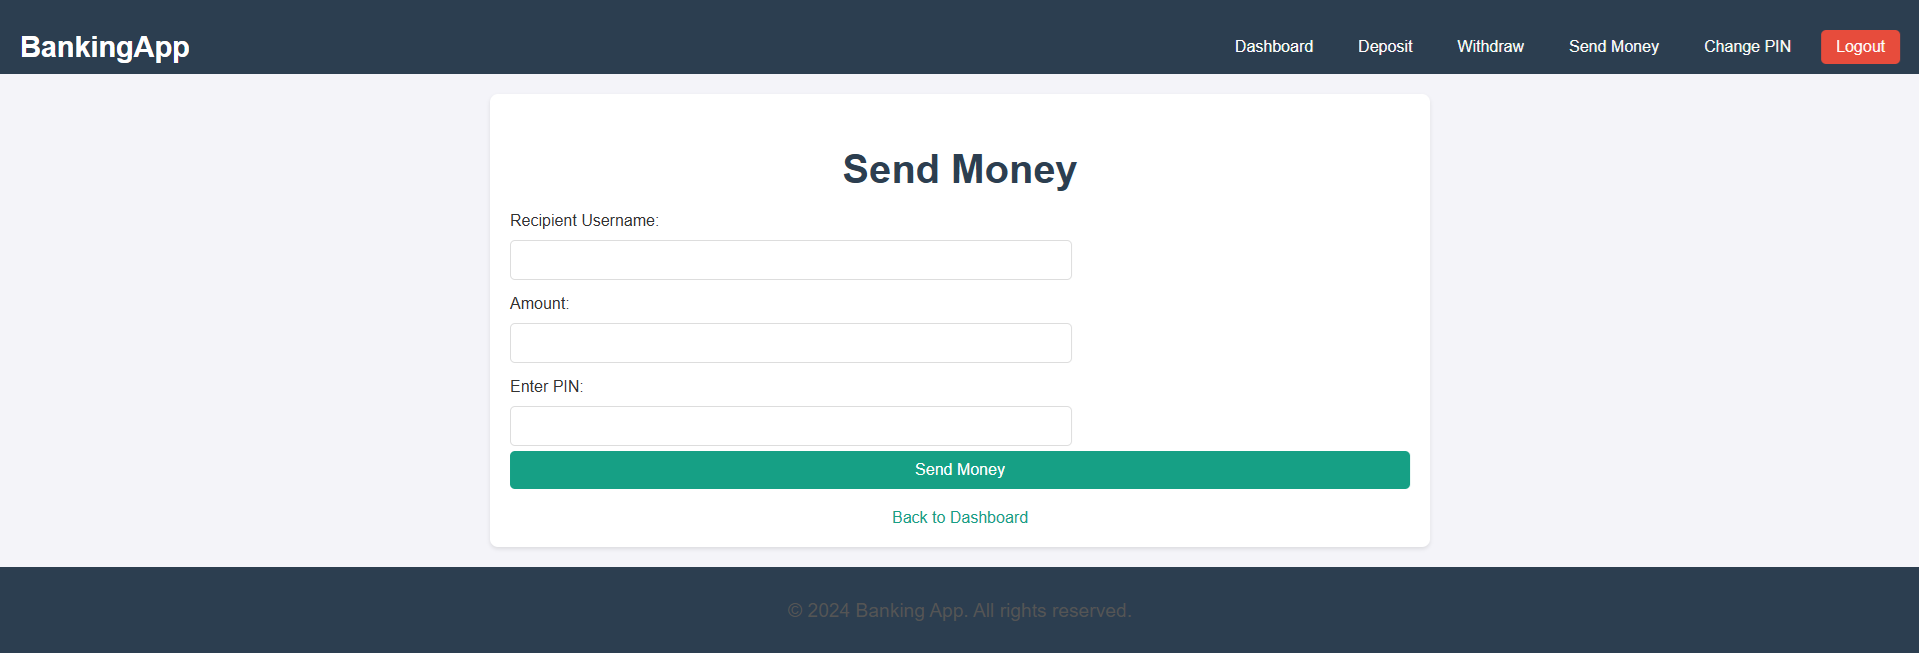 BankingApp
Dashboard Deposit Withdraw Send Money Change PIN Logout
Send Money
Recipient Username:
Amount:
Enter PIN:
Send Money
Back to Dashboard
© 2024 Banking App. All rights reserved.